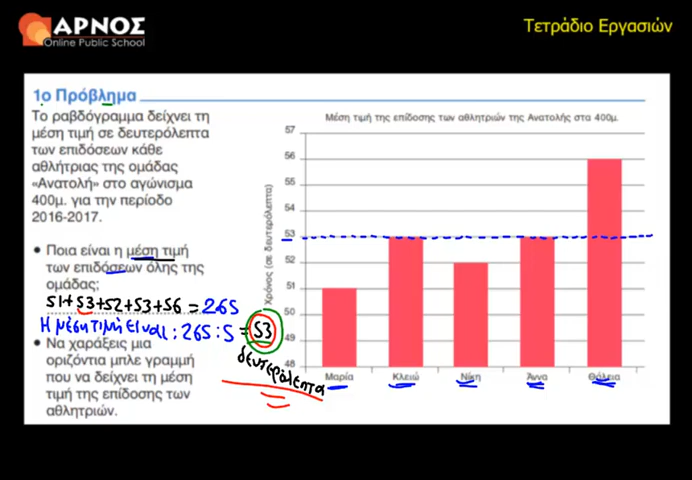 ΑΡΝΟΣ
Online Public School
Τετράδιο Εργασιών
1ο Πρόβλημα
Το ραβδόγραμμα δείχνει τη
μέση τιμή σε δευτερόλεπτα
των επιδόσεων κάθε
αθλήτριας της ομάδας
«Ανατολή» στο αγώνισμα
400μ. για την περίοδο
2016-2017.
• Ποια είναι η μέση τιμή
των επιδόσεων όλης της
ομάδας;
51+53+52+53+56 = 265
Η μέση τιμή είναι : 265 : 5 = 53
δευτερόλεπτα
• Να χαράξεις μια
οριζόντια μπλε γραμμή
που να δείχνει τη μέση
τιμή της επίδοσης των
αθλητριών.
Μέση τιμή της επίδοσης των αθλητριών της Ανατολής στα 400μ.
Χρόνος (σε δευτερόλεπτα)
57
56
55
54
53
52
51
50
49
48
Μαρία Κλειώ Νίκη Άννα Θάλεια